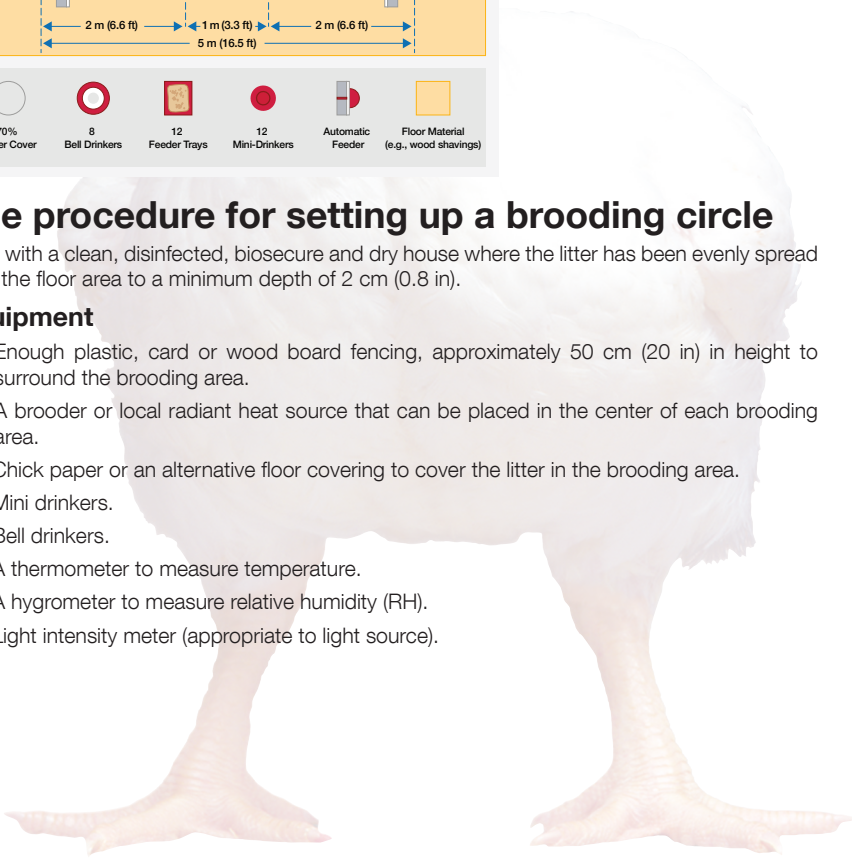 2 m (6.6 ft) 1 m (3.3 ft) 2 m (6.6 ft)
5 m (16.5 ft)
70%
er Cover
8
Bell Drinkers
12
Feeder Trays
12
Mini-Drinkers
Automatic
Feeder
Floor Material
(e.g., wood shavings)
e procedure for setting up a brooding circle
with a clean, disinfected, biosecure and dry house where the litter has been evenly spread
the floor area to a minimum depth of 2 cm (0.8 in).
uipment
Enough plastic, card or wood board fencing, approximately 50 cm (20 in) in height to
surround the brooding area.
A brooder or local radiant heat source that can be placed in the center of each brooding
area.
Chick paper or an alternative floor covering to cover the litter in the brooding area.
Mini drinkers.
Bell drinkers.
A thermometer to measure temperature.
A hygrometer to measure relative humidity (RH).
Light intensity meter (appropriate to light source).